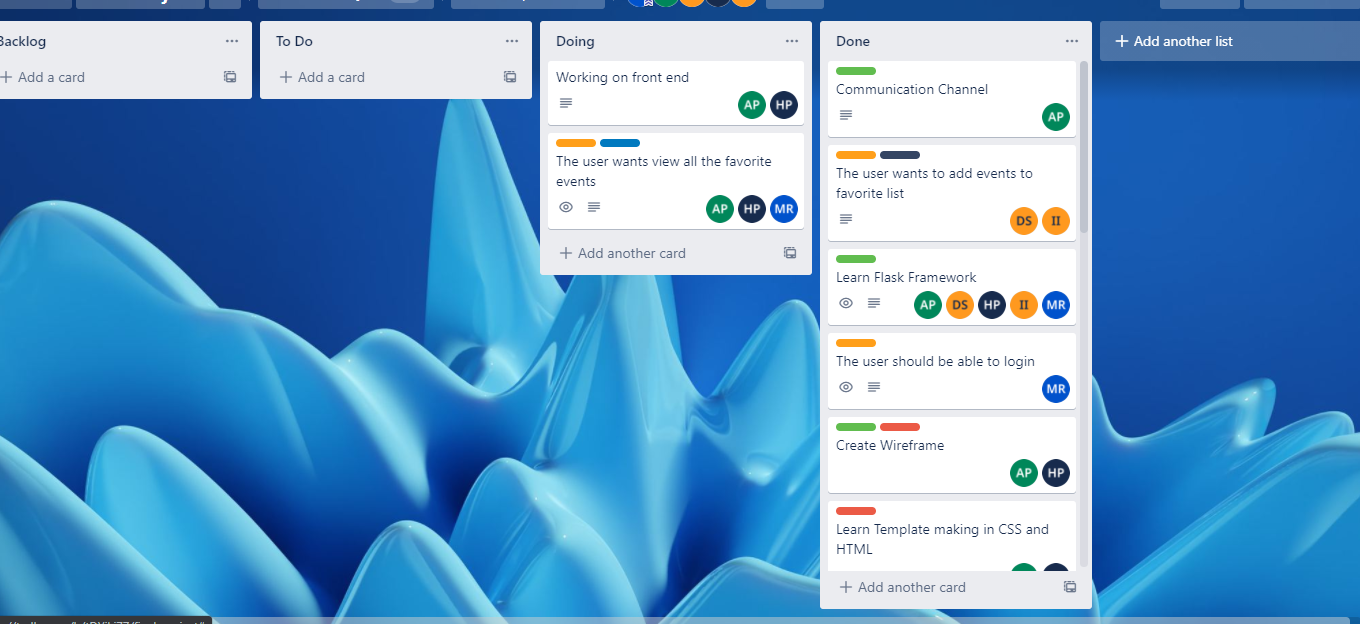 Backlog
Add a card
To Do
Add a card
Doing
Working on front end
AP HP
The user wants view all the favorite
events
AP HP MR
Add another card
Done
Communication Channel
AP
The user wants to add events to
favorite list
DS II
Learn Flask Framework
AP DS HP II MR
The user should be able to login
MR
Create Wireframe
AP HP
Learn Template making in CSS and
HTML
Add another card
Add another list